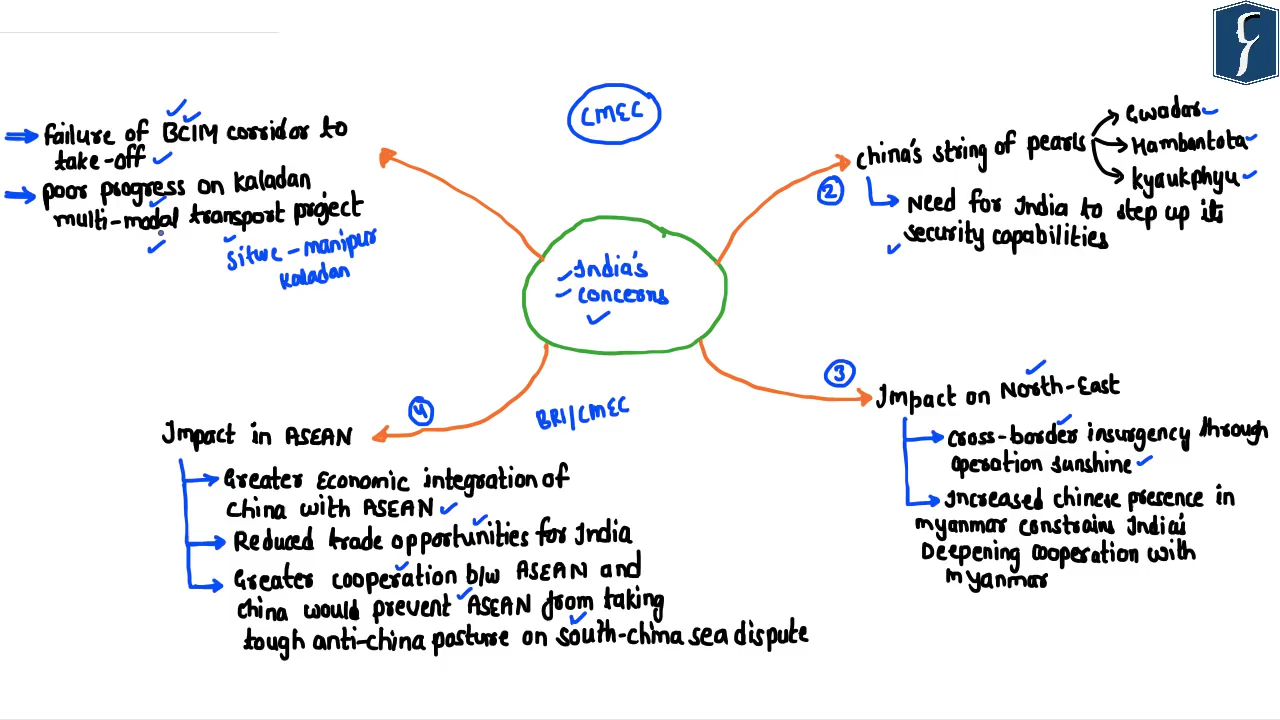 CMEC
India's
concerns
failure of BCIM corridor to
take-off
poor progress on Kaladan
multi-modal transport project
Sitwe - manipur
Kaladan
2
China's string of pearls
Gwadar
Hambantota
Kyaukphyu
Need for India to step up its
security capabilities
3
Impact on North-East
Cross-border insurgency through
operation sunshine
Increased chinese presence in
myanmar constrains India's
Deepening cooperation with
myanmar
4
BRI/CMEC
Impact in ASEAN
Greater Economic integration of
China with ASEAN
Reduced trade opportunities for India
Greater cooperation b/w ASEAN and
China would prevent ASEAN from taking
tough anti-china posture on south-china sea dispute